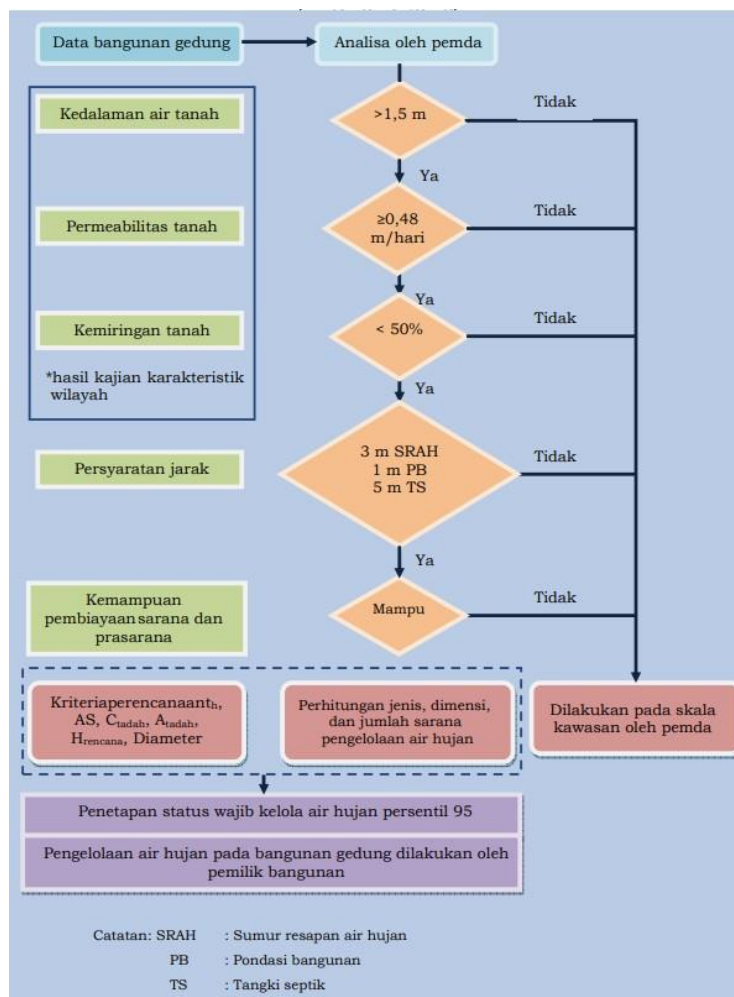 Data bangunan gedung
Analisa oleh pemda
Kedalaman air tanah
>1,5 m
Tidak
Ya
Permeabilitas tanah
≥0,48
m/hari
Tidak
Ya
Kemiringan tanah
< 50%
Tidak
*hasil kajian karakteristik
wilayah
Ya
Persyaratan jarak
3 m SRAH
1 m PB
5 m TS
Tidak
Ya
Kemampuan
pembiayaan sarana dan
prasarana
Mampu
Tidak
Kriteriaperencanaant_h,
AS, C_tadah, A_tadah,
H_rencana, Diameter
Perhitungan jenis, dimensi,
dan jumlah sarana
pengelolaan air hujan
Dilakukan pada skala
kawasan oleh pemda
Penetapan status wajib kelola air hujan persentil 95
Pengelolaan air hujan pada bangunan gedung dilakukan oleh
pemilik bangunan
Catatan: SRAH : Sumur resapan air hujan
PB : Pondasi bangunan
TS : Tangki septik